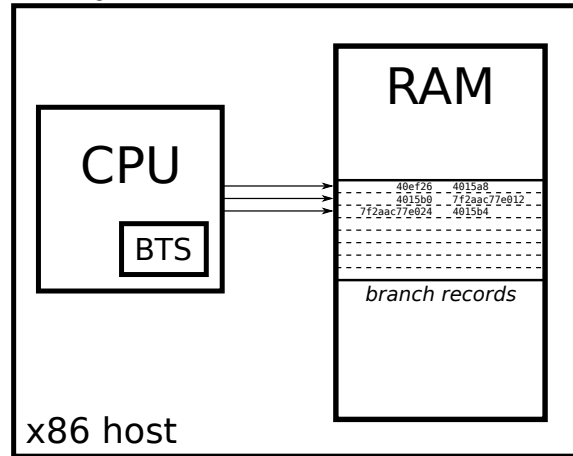 RAM
CPU
BTS
40ef26 4015a8
4015b0 7f2aac77e012
7f2aac77e024 4015b4
branch records
x86 host